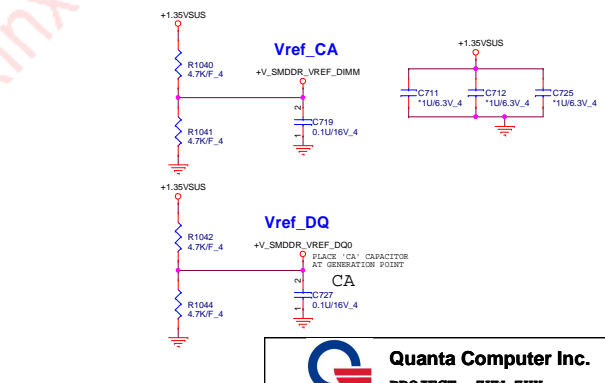 +1.35VSUS
R1040
4.7K/F_4
R1041
4.7K/F_4
Vref_CA
+V_SMDDR_VREF_DIMM
2
1
C719
0.1U/16V_4
+1.35VSUS
C711
*1U/6.3V_4
C712
*1U/6.3V_4
C725
*1U/6.3V_4
+1.35VSUS
R1042
4.7K/F_4
R1044
4.7K/F_4
Vref_DQ
+V_SMDDR_VREF_DQ0
PLACE 'CA' CAPACITOR
AT GENERATION POINT
CA
2
1
C727
0.1U/16V_4
Quanta Computer Inc.